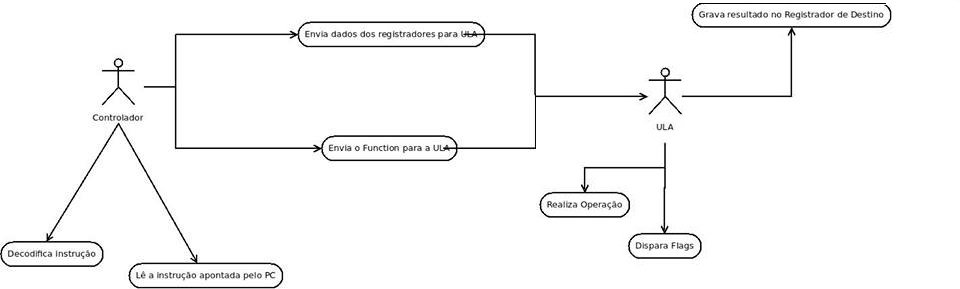 Grava resultado no Registrador de Destino
Envia dados dos registradores para ULA
Controlador
ULA
Envia o Function para a ULA
Realiza Operação
Dispara Flags
Decodifica instrução
Lê a instrução apontada pelo PC